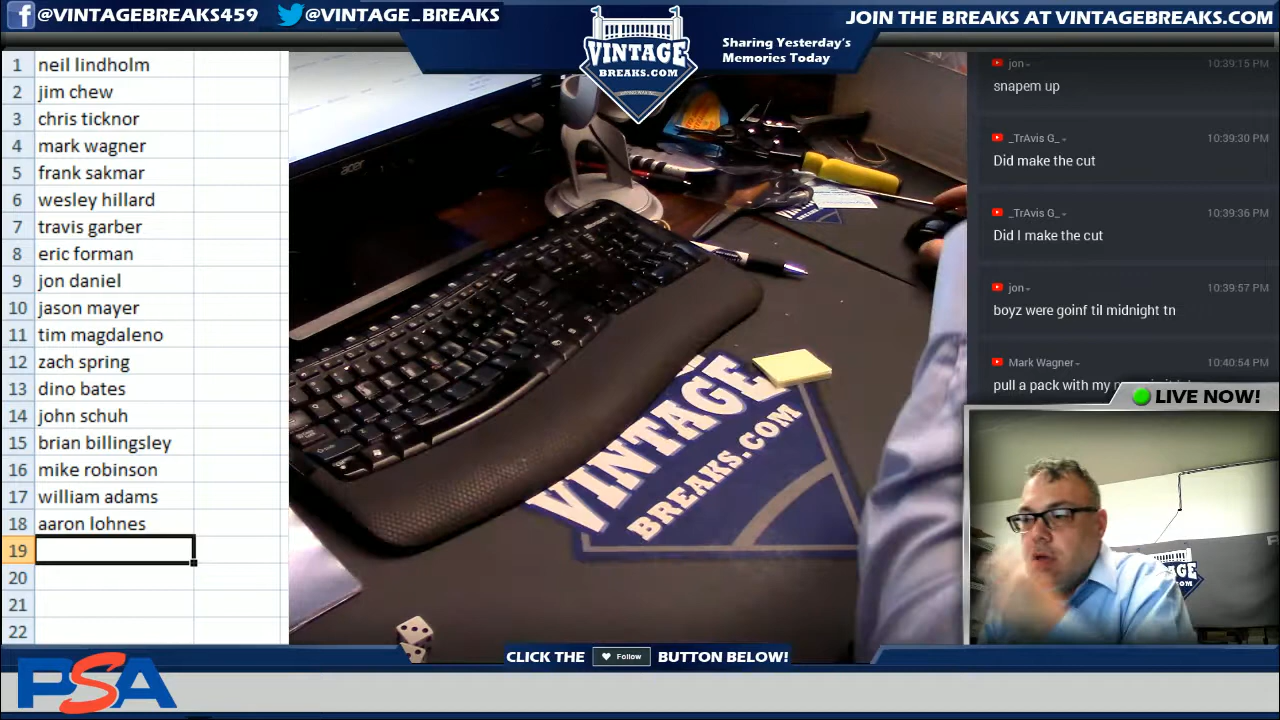 @VINTAGEBREAKS459
@VINTAGE_BREAKS
VINTAGE
BREAKS.COM
Sharing Yesterday's
Memories Today
JOIN THE BREAKS AT VINTAGEBREAKS.COM
1 neil lindholm
2 jim chew
3 chris ticknor
4 mark wagner
5 frank sakmar
6 wesley hillard
7 travis garber
8 eric forman
9 jon daniel
10 jason mayer
11 tim magdaleno
12 zach spring
13 dino bates
14 john schuh
15 brian billingsley
16 mike robinson
17 william adams
18 aaron lohnes
19
20
21
22
acer
VINTAGE
BREAKS.COM
jon 10:39:15 PM
snapem up
_TrAvis G_ 10:39:30 PM
Did make the cut
_TrAvis G_ 10:39:36 PM
Did I make the cut
jon 10:39:57 PM
boyz were goinf til midnight tn
Mark Wagner 10:40:54 PM
pull a pack with my
LIVE NOW!
VINTAGE
CLICK THE Follow BUTTON BELOW!
PSA